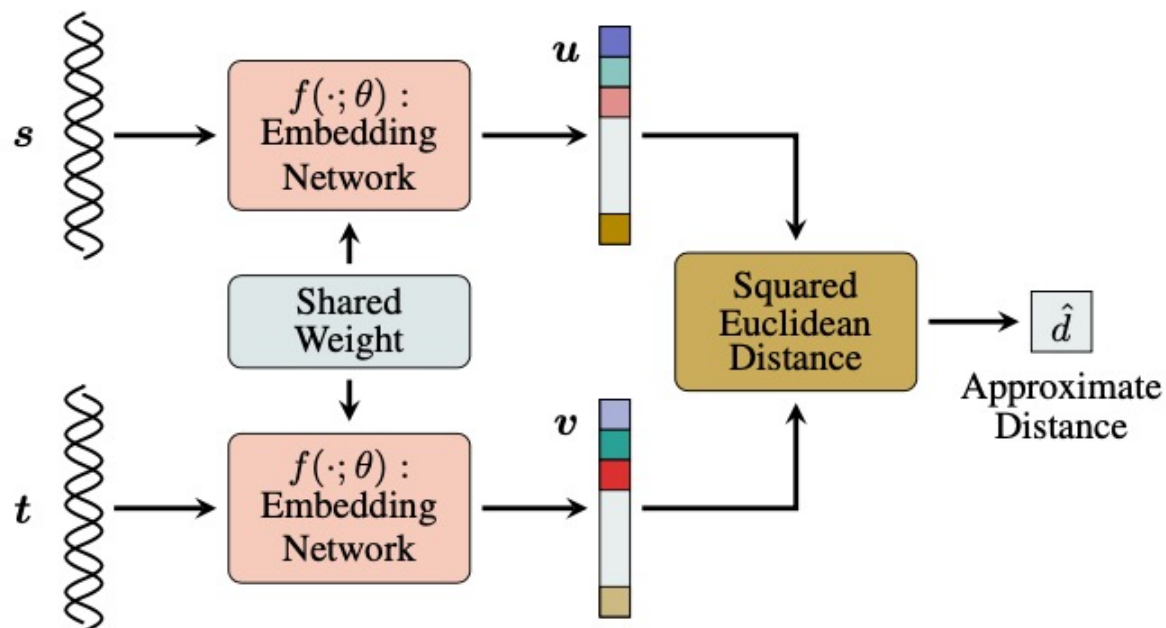 s
f(·; θ) :
Embedding
Network
u
Shared
Weight
Squared
Euclidean
Distance
d̂
Approximate
Distance
t
f(·; θ) :
Embedding
Network
v